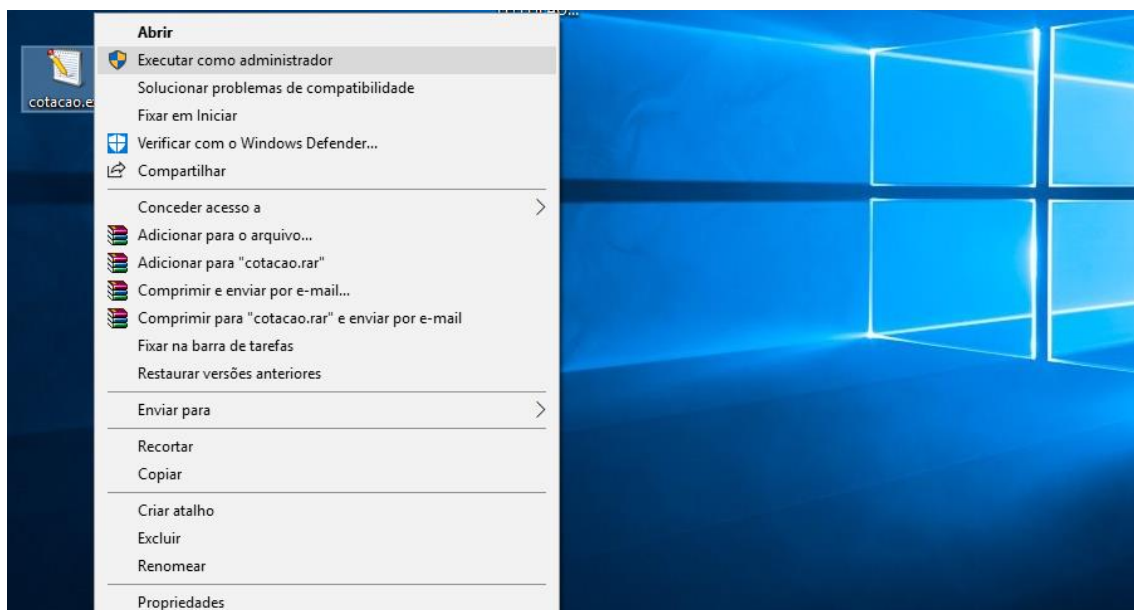 Abrir
Executar como administrador
cotacao.e
Solucionar problemas de compatibilidade
Fixar em Iniciar
Verificar com o Windows Defender...
Compartilhar
Conceder acesso a
Adicionar para o arquivo...
Adicionar para "cotacao.rar"
Comprimir e enviar por e-mail...
Comprimir para "cotacao.rar" e enviar por e-mail
Fixar na barra de tarefas
Restaurar versões anteriores
Enviar para
Recortar
Copiar
Criar atalho
Excluir
Renomear
Propriedades